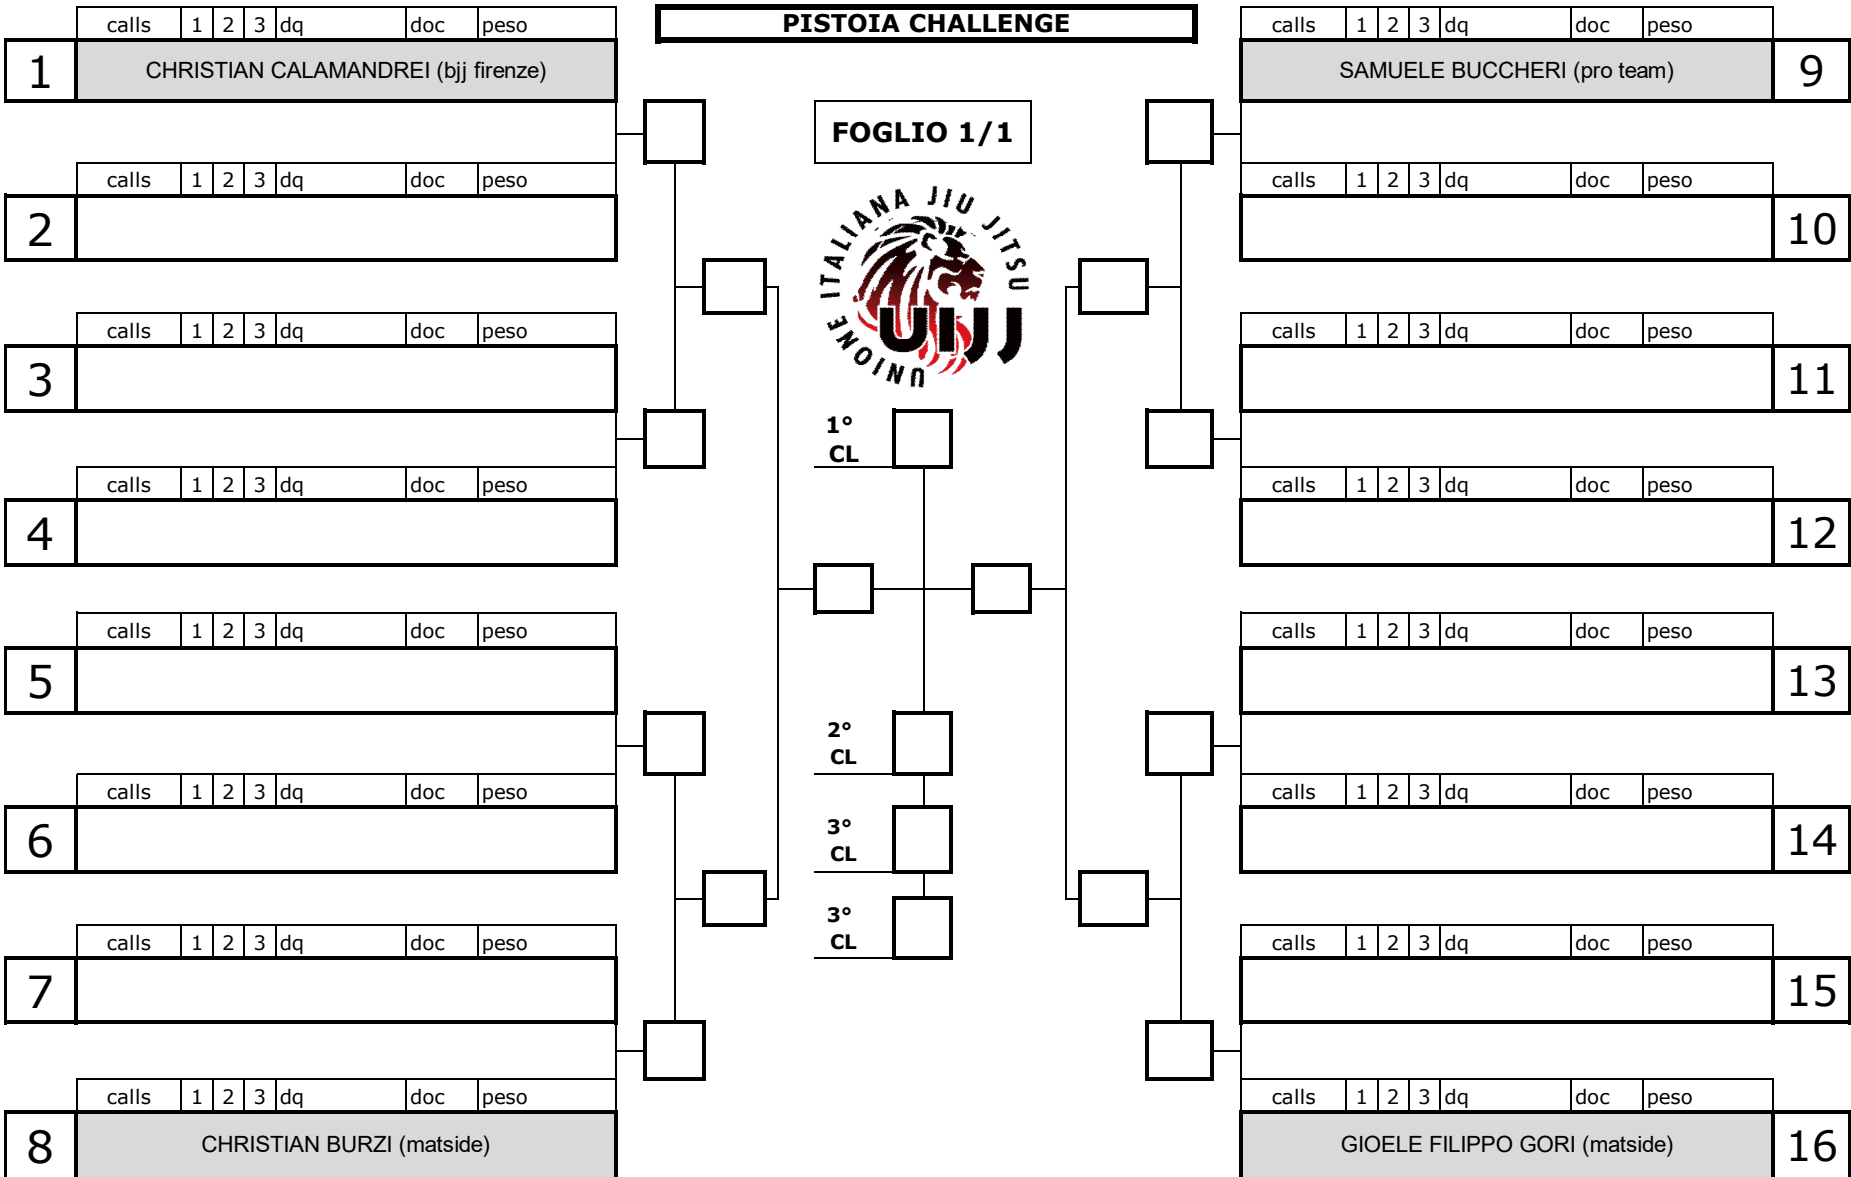 PISTOIA CHALLENGE
calls 1 2 3 dq doc peso
1 CHRISTIAN CALAMANDREI (bjj firenze)
calls 1 2 3 dq doc peso
2
calls 1 2 3 dq doc peso
3
calls 1 2 3 dq doc peso
4
calls 1 2 3 dq doc peso
5
calls 1 2 3 dq doc peso
6
calls 1 2 3 dq doc peso
7
calls 1 2 3 dq doc peso
8 CHRISTIAN BURZI (matside)
FOGLIO 1/1
UNIONE ITALIANA JIU JITSU
UIJJ
1°
CL
2°
CL
3°
CL
3°
CL
calls 1 2 3 dq doc peso
SAMUELE BUCCHERI (pro team) 9
calls 1 2 3 dq doc peso
10
calls 1 2 3 dq doc peso
11
calls 1 2 3 dq doc peso
12
calls 1 2 3 dq doc peso
13
calls 1 2 3 dq doc peso
14
calls 1 2 3 dq doc peso
15
calls 1 2 3 dq doc peso
GIOELE FILIPPO GORI (matside) 16